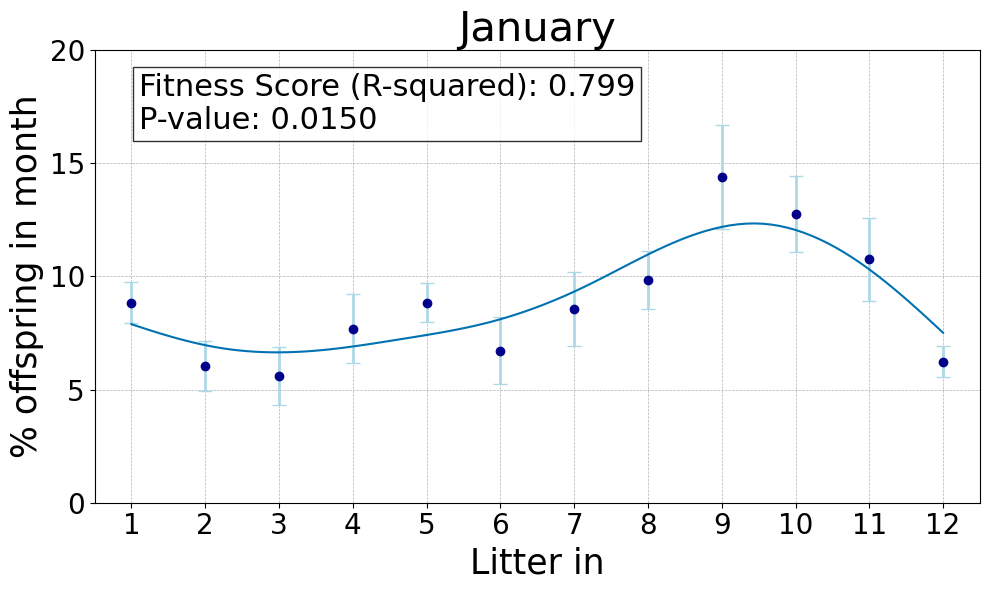 January
Fitness Score (R-squared): 0.799
P-value: 0.0150
% offspring in month
20
15
10
5
0
1 2 3 4 5 6 7 8 9 10 11 12
Litter in